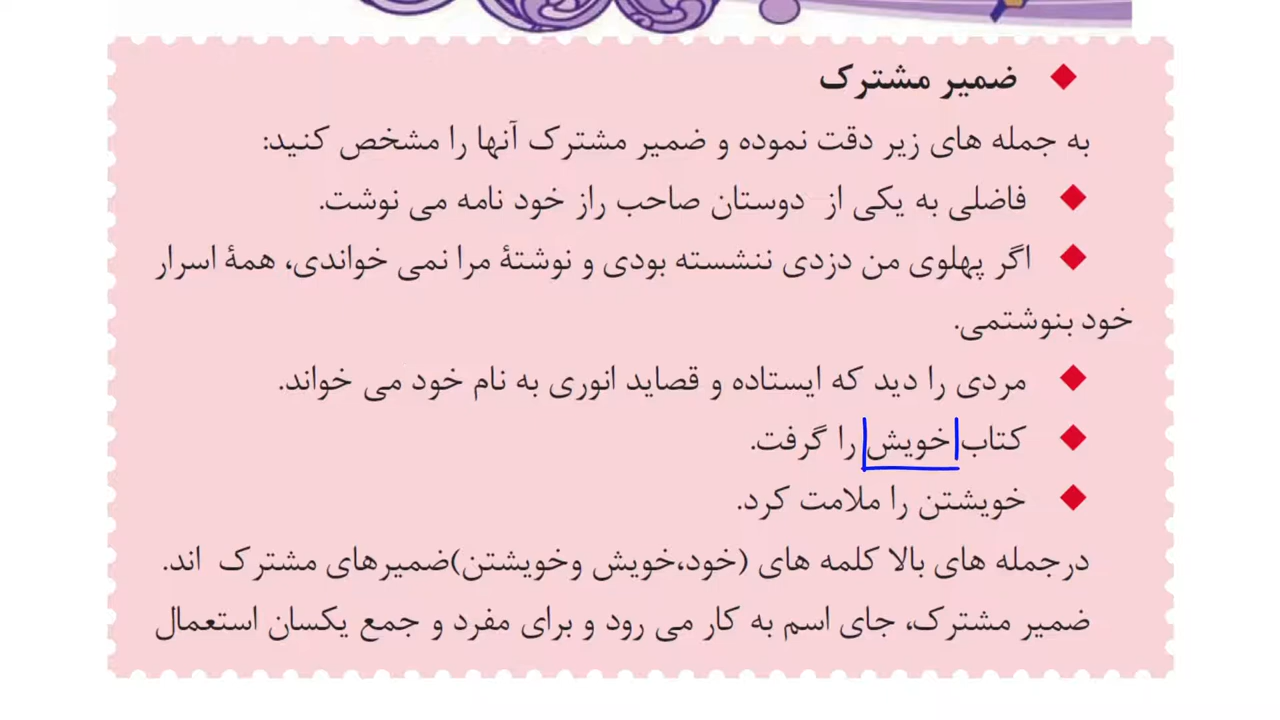 ضمیر مشترک
به جمله های زیر دقت نموده و ضمیر مشترک آنها را مشخص کنید:
فاضلی به یکی از دوستان صاحب راز خود نامه می نوشت.
اگر پهلوی من دزدی ننشسته بودی و نوشتۀ مرا نمی خواندی، همۀ اسرار
خود بنوشتمی.
مردی را دید که ایستاده و قصاید انوری به نام خود می خواند.
کتاب خویش را گرفت.
خویشتن را ملامت کرد.
درجمله های بالا کلمه های (خود،خویش وخویشتن)ضمیرهای مشترک اند.
ضمیر مشترک، جای اسم به کار می رود و برای مفرد و جمع یکسان استعمال